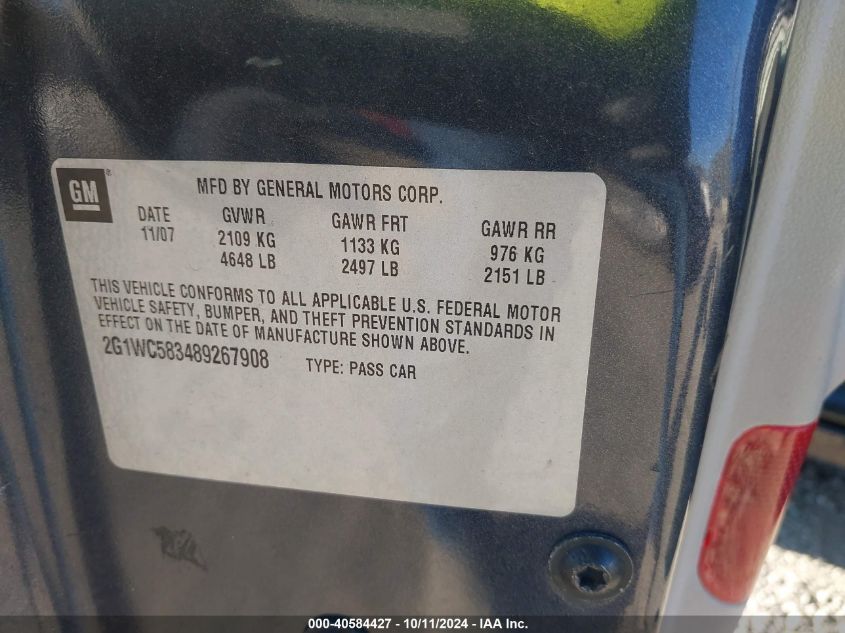 GM ®
MFD BY GENERAL MOTORS CORP.
DATE GVWR GAWR FRT GAWR RR
11/07 2109 KG 1133 KG 976 KG
4648 LB 2497 LB 2151 LB
THIS VEHICLE CONFORMS TO ALL APPLICABLE U.S. FEDERAL MOTOR
VEHICLE SAFETY, BUMPER, AND THEFT PREVENTION STANDARDS IN
EFFECT ON THE DATE OF MANUFACTURE SHOWN ABOVE.
2G1WC583489267908 TYPE: PASS CAR
000-40584427 - 10/11/2024 - IAA Inc.